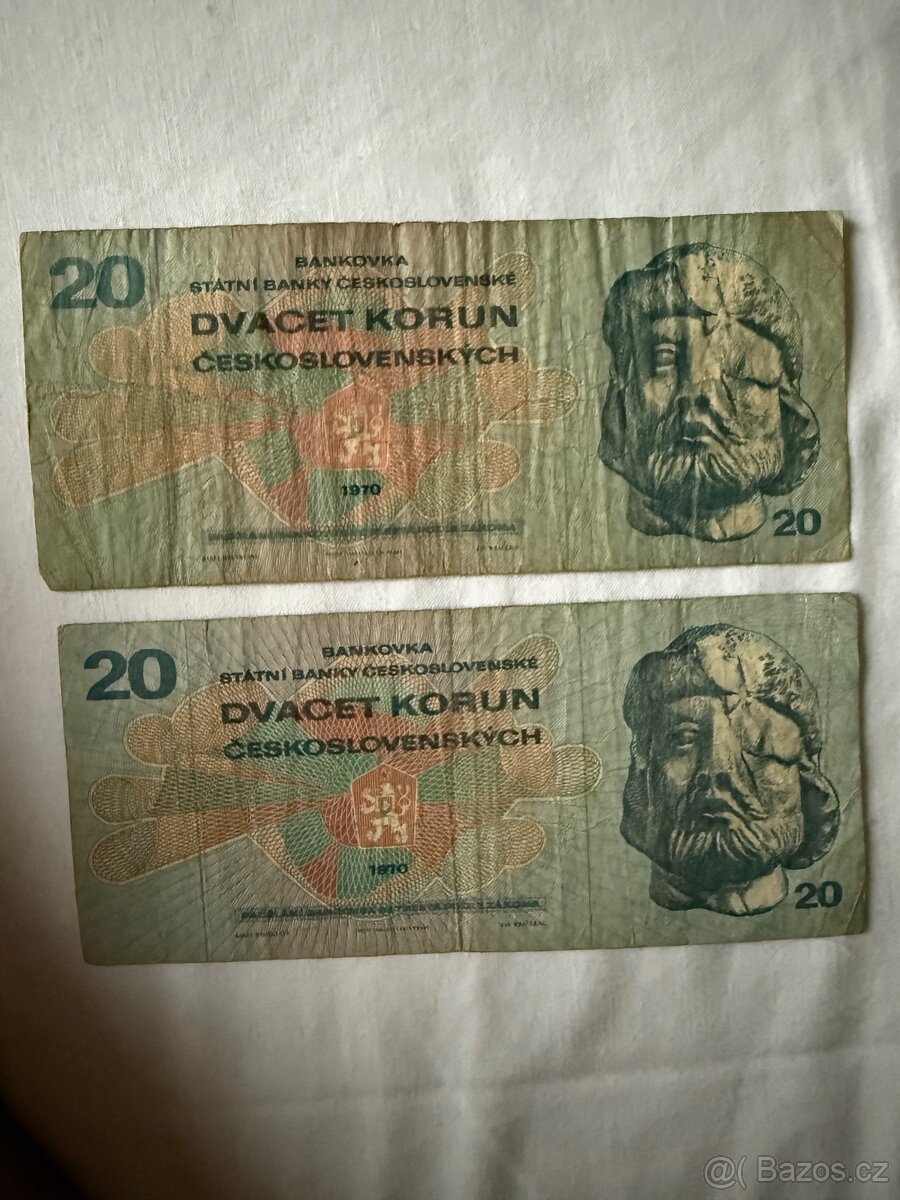 20
BANKOVKA
STÁTNÍ BANKY ČESKOSLOVENSKÉ
DVACET KORUN
ČESKOSLOVENSKÝCH
1970
20
20
BANKOVKA
STÁTNÍ BANKY ČESKOSLOVENSKÉ
DVACET KORUN
ČESKOSLOVENSKÝCH
1970
20
@( Bazos.cz